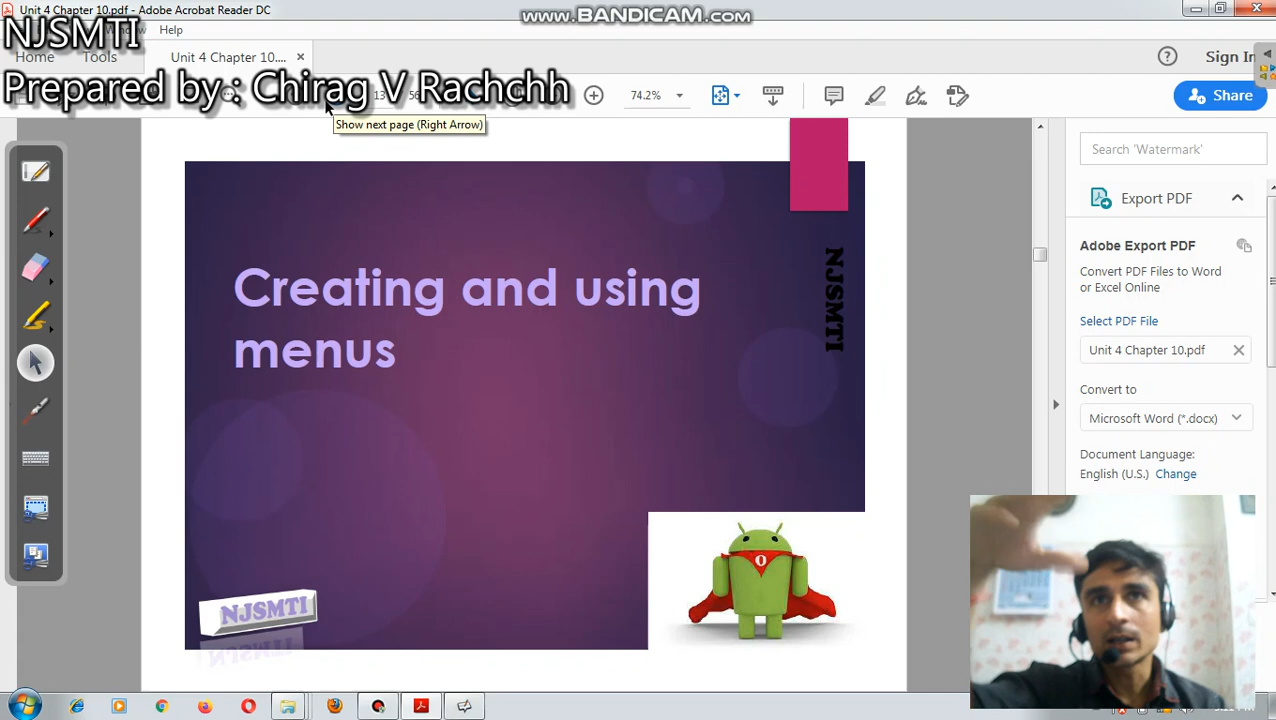 Unit 4 Chapter 10.pdf - Adobe Acrobat Reader DC
www.BANDICAM.com
NJSMTI
Window Help
Home Tools Unit 4 Chapter 10....
Sign In
Prepared by : Chirag V Rachchh
13
56
74.2%
Share
Show next page (Right Arrow)
Search 'Watermark'
Export PDF
Adobe Export PDF
Convert PDF Files to Word
or Excel Online
Select PDF File
Unit 4 Chapter 10.pdf
Convert to
Microsoft Word (*.docx)
Document Language:
English (U.S.) Change
Creating and using
menus
NJSMTI
NJSMTI